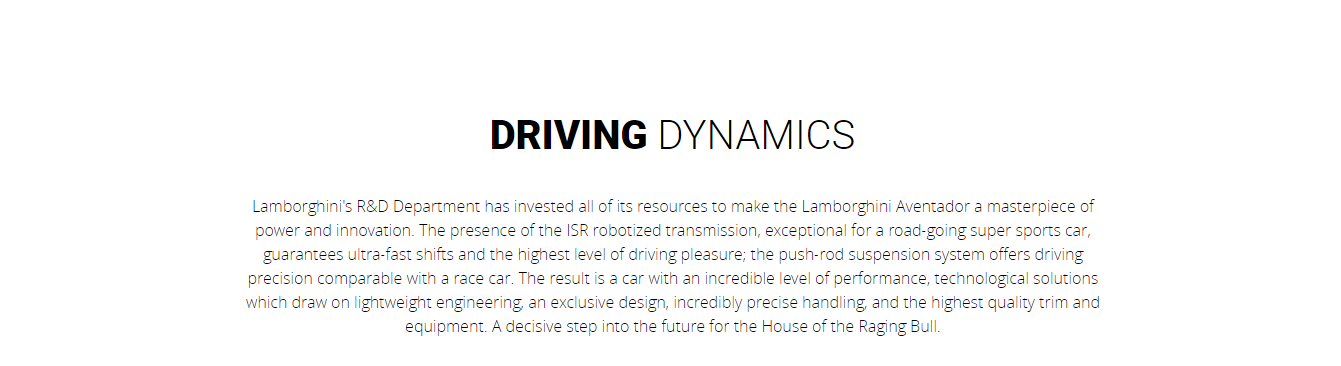 DRIVING DYNAMICS
Lamborghini's R&D Department has invested all of its resources to make the Lamborghini Aventador a masterpiece of
power and innovation. The presence of the ISR robotized transmission, exceptional for a road-going super sports car,
guarantees ultra-fast shifts and the highest level of driving pleasure; the push-rod suspension system offers driving
precision comparable with a race car. The result is a car with an incredible level of performance, technological solutions
which draw on lightweight engineering, an exclusive design, incredibly precise handling, and the highest quality trim and
equipment. A decisive step into the future for the House of the Raging Bull.